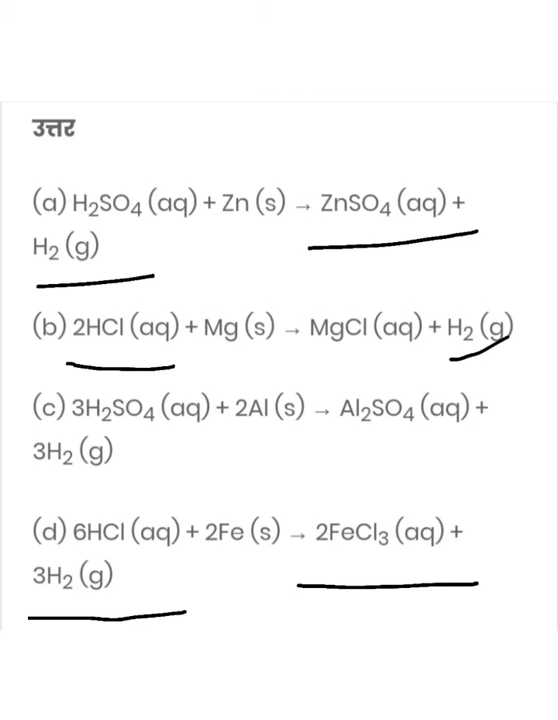 उत्तर
(a) H₂SO₄ (aq) + Zn (s) → ZnSO₄ (aq) +
H₂ (g)
(b) 2HCl (aq) + Mg (s) → MgCl (aq) + H₂ (g)
(c) 3H₂SO₄ (aq) + 2Al (s) → Al₂SO₄ (aq) +
3H₂ (g)
(d) 6HCl (aq) + 2Fe (s) → 2FeCl₃ (aq) +
3H₂ (g)